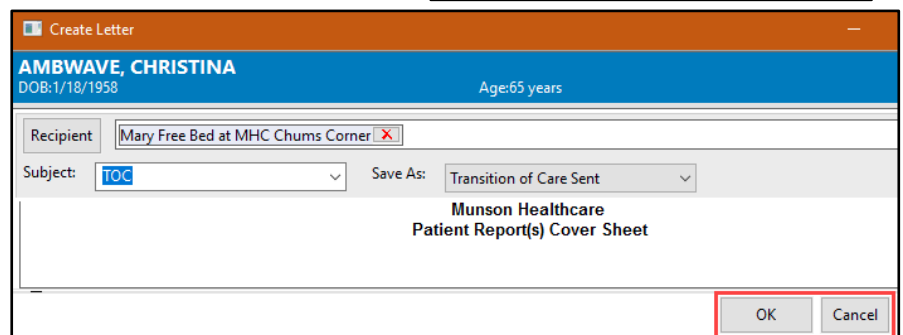 Create Letter
AMBWAVE, CHRISTINA
DOB:1/18/1958 Age:65 years
Recipient Mary Free Bed at MHC Chums Corner
Subject: TOC Save As: Transition of Care Sent
Munson Healthcare
Patient Report(s) Cover Sheet
OK Cancel